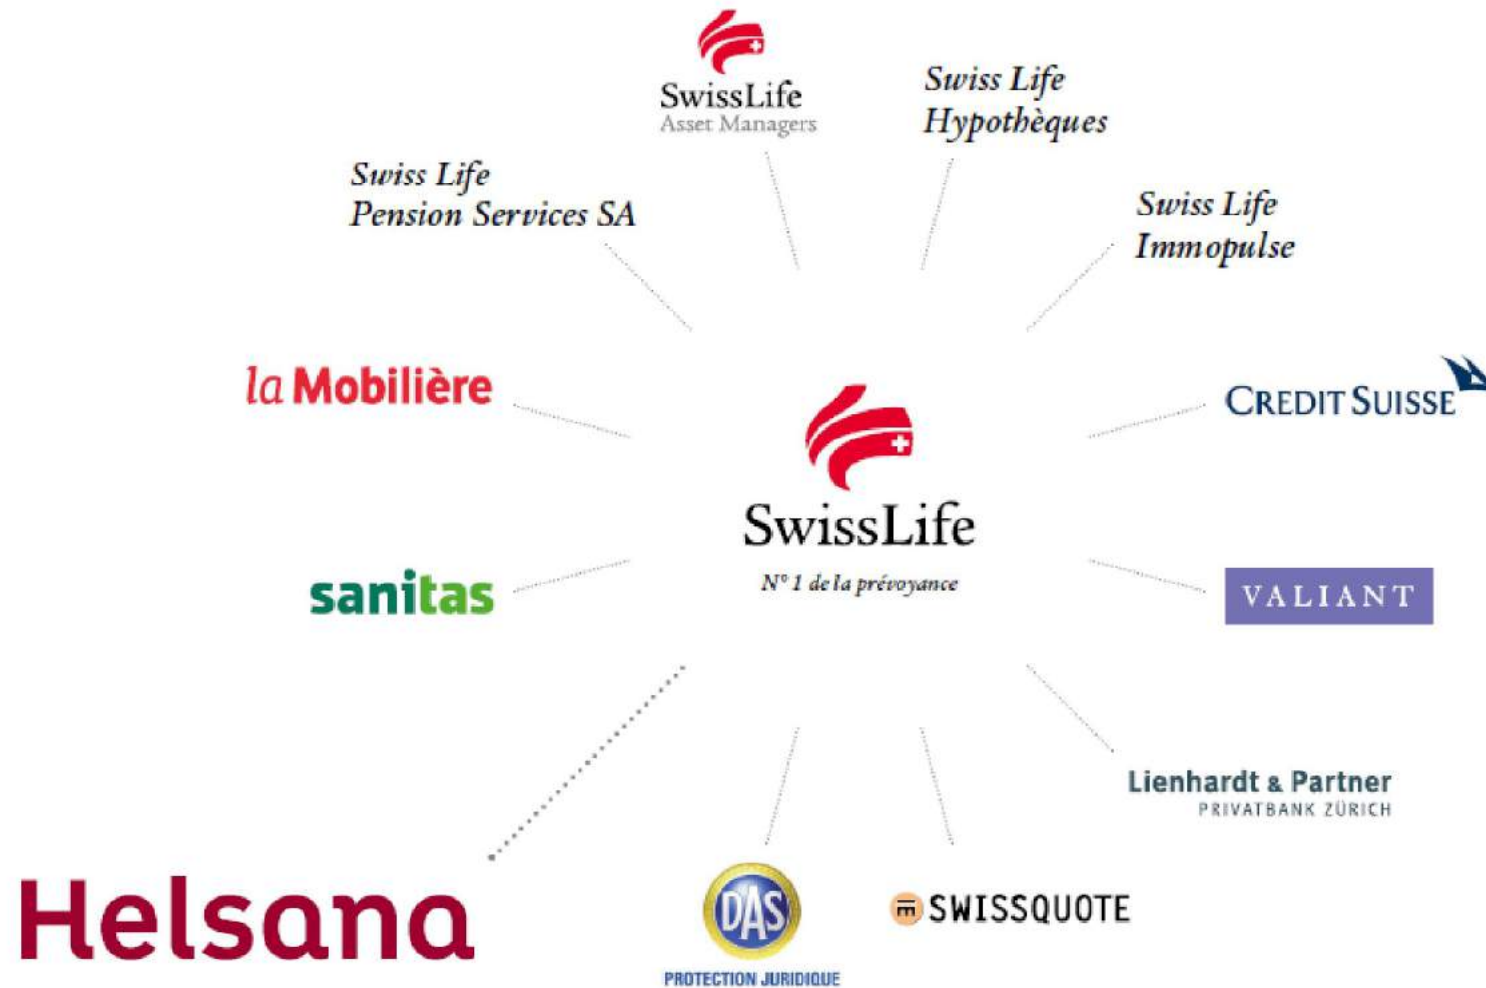 SwissLife
Asset Managers
Swiss Life
Hypothèques
Swiss Life
Pension Services SA
Swiss Life
Immopulse
la Mobilière
CREDIT SUISSE
SwissLife
N° 1 de la prévoyance
sanitas
VALIANT
Lienhardt & Partner
PRIVATBANK ZÜRICH
Helsana
DAS
PROTECTION JURIDIQUE
SWISSQUOTE